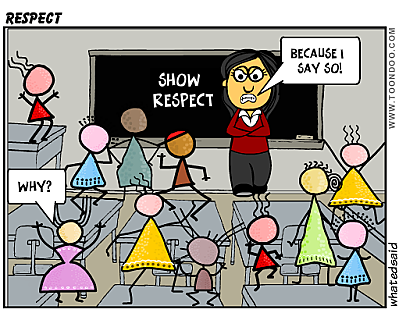 RESPECT
SHOW
RESPECT
BECAUSE I
SAY SO!
WHY?
WWW.TOONDOO.COM
whatedsaid